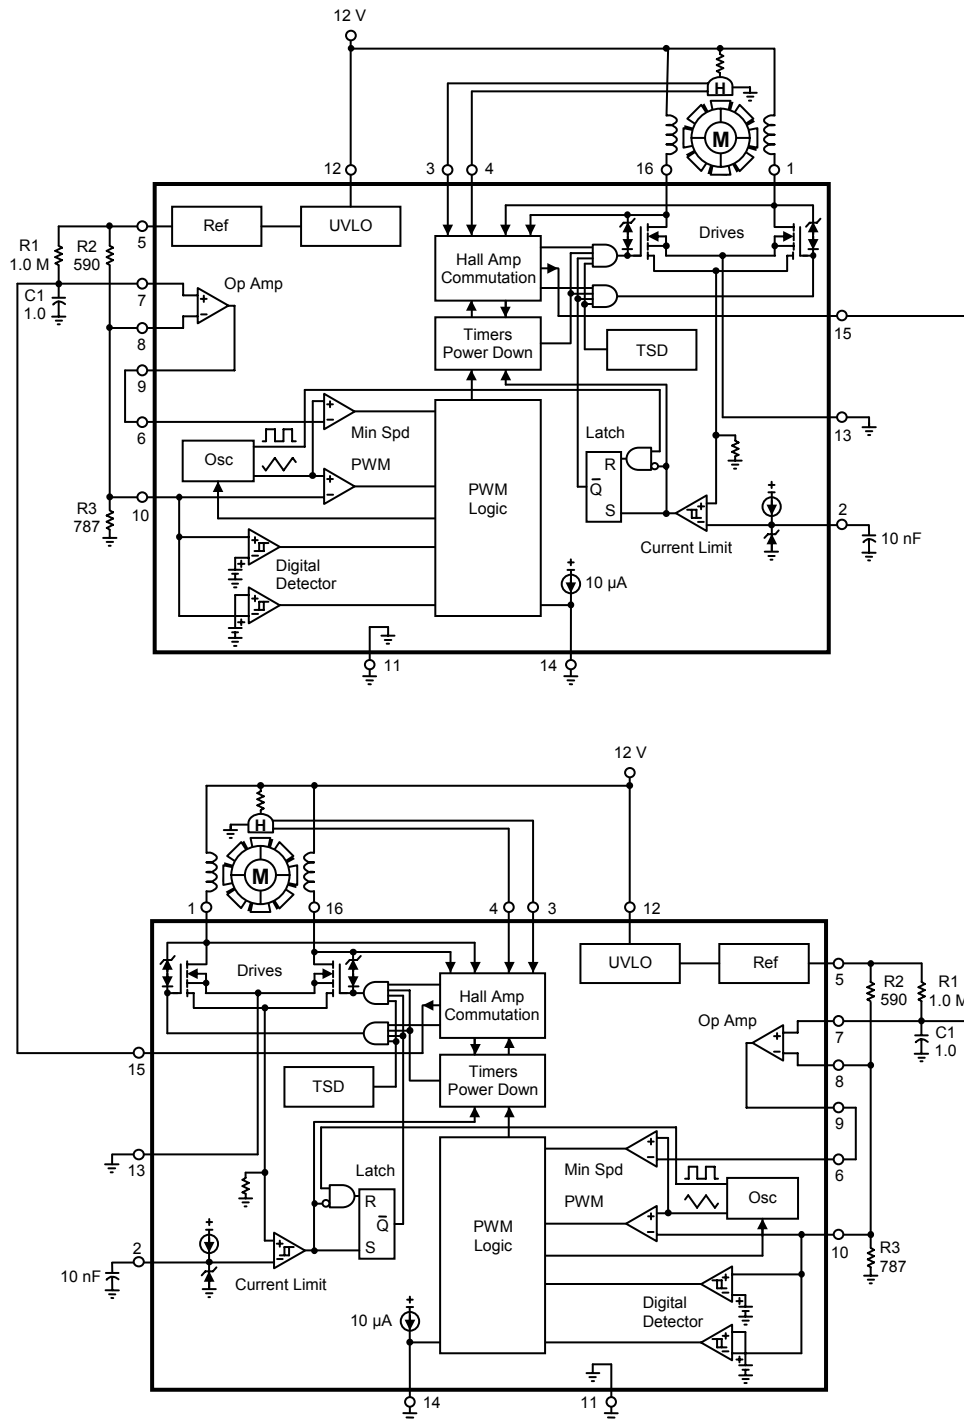 12 V
H
M
12
3
4
16
1
Ref
UVLO
Drives
5
R1
1.0 M
R2
590
Hall Amp
Commutation
Op Amp
7
C1
1.0
8
Timers
Power Down
TSD
15
9
6
Min Spd
Latch
13
Osc
PWM
R
Q
S
PWM
Logic
10
R3
787
2
10 nF
Current Limit
Digital
Detector
10 µA
11
14
12 V
H
M
1
16
4
3
12
Drives
UVLO
Ref
5
R2
590
R1
1.0 M
Hall Amp
Commutation
Op Amp
7
C1
1.0
8
15
TSD
Timers
Power Down
9
13
Latch
Min Spd
6
R
Q
S
PWM
Osc
PWM
Logic
10
R3
787
2
10 nF
Current Limit
10 µA
Digital
Detector
14
11